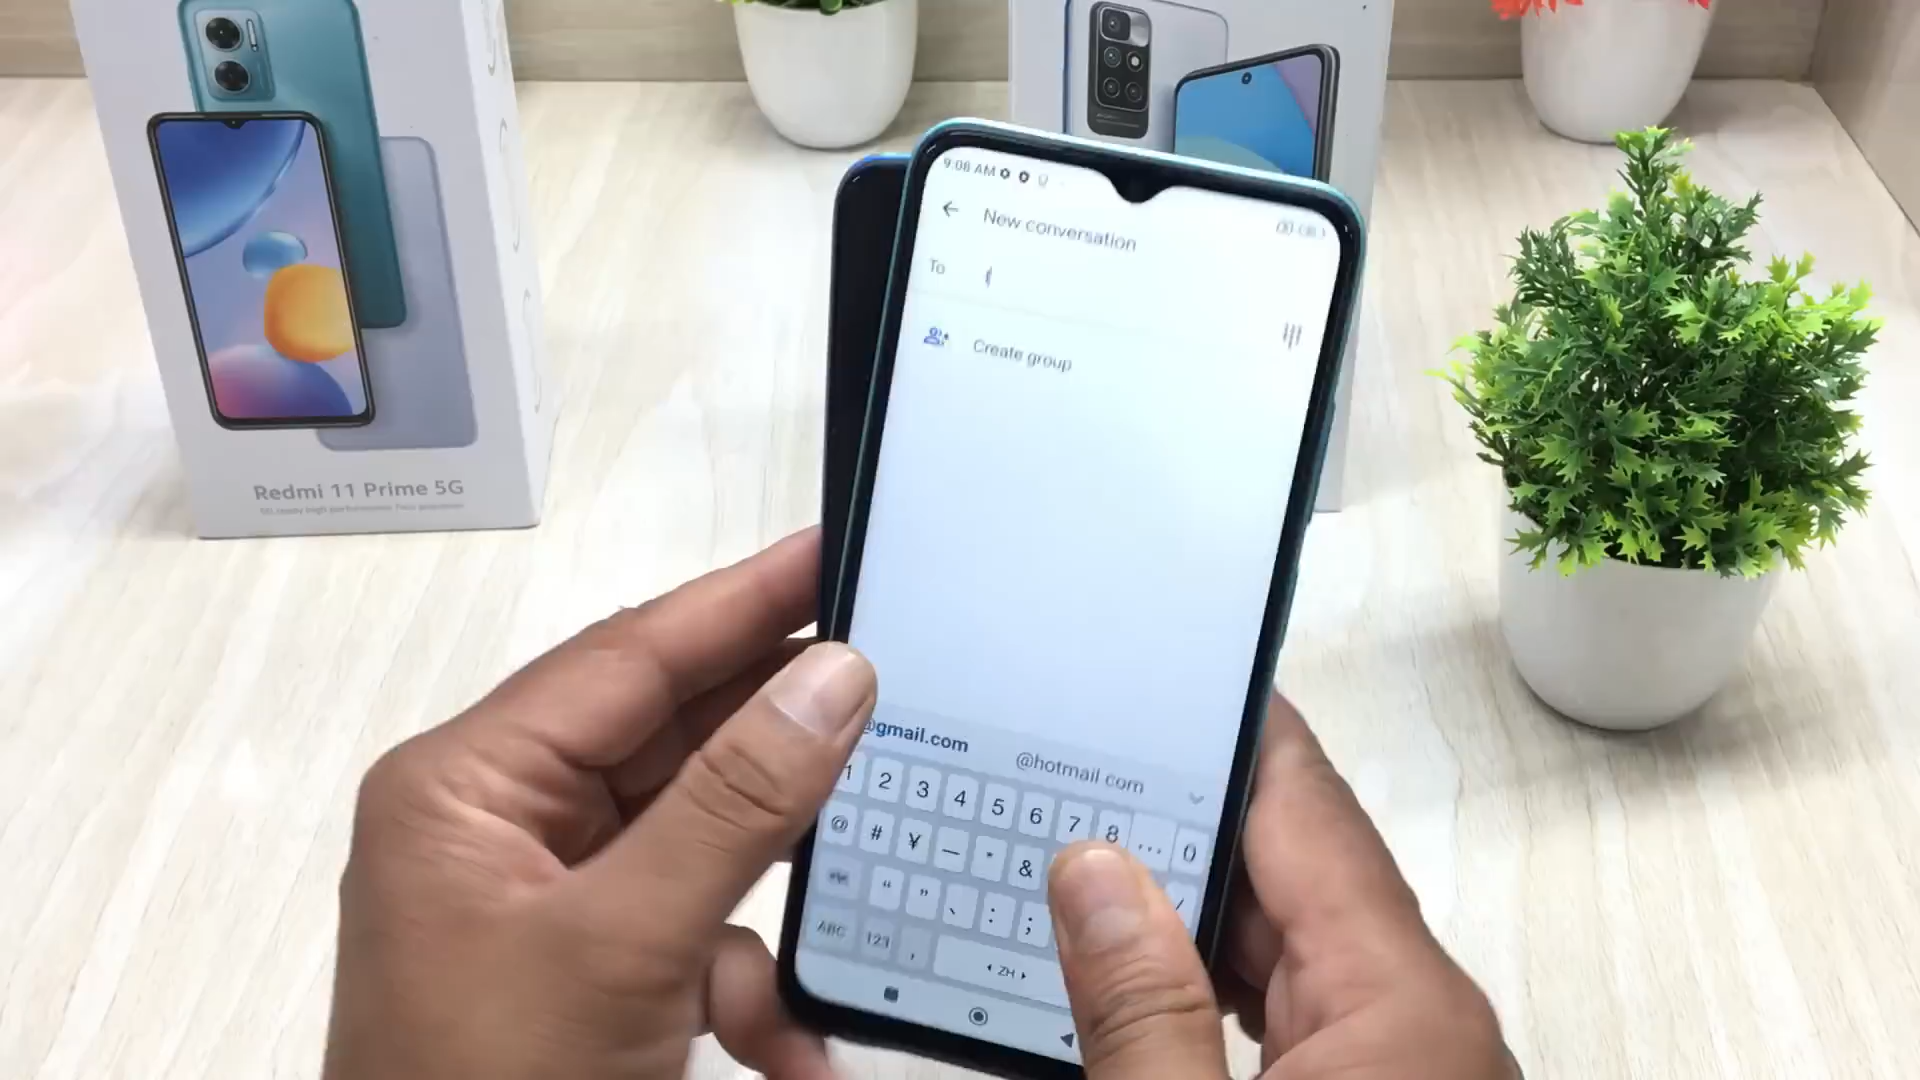 Redmi 11 Prime 5G
9:08 AM
New conversation
To
Create group
@gmail.com @hotmail.com
1 2 3 4 5 6 7 8 ... 0
@ # ¥ — * &
“ ” 、 : ; /
ABC 123 , ZH